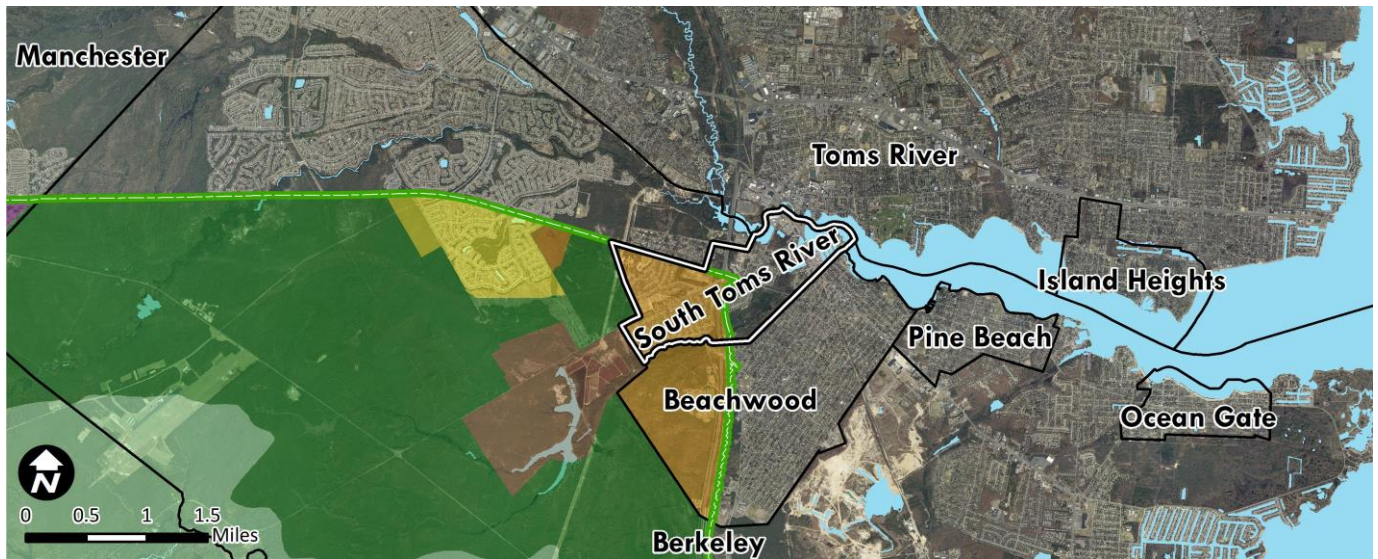 Manchester
Toms River
South Toms River
Island Heights
Pine Beach
Beachwood
Ocean Gate
N
0 0.5 1 1.5
Miles
Berkeley